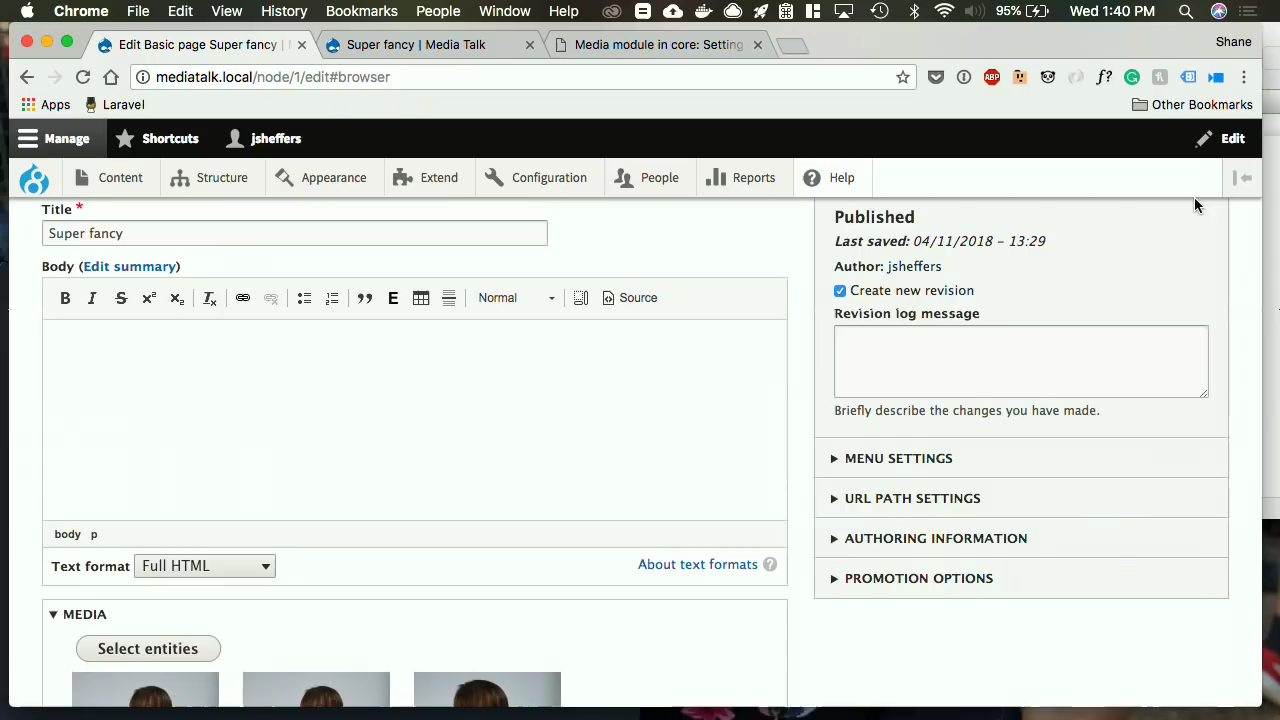 Chrome File Edit View History Bookmarks People Window Help 95% Wed 1:40 PM
Edit Basic page Super fancy | Super fancy | Media Talk Media module in core: Setting Shane
mediatalk.local/node/1/edit#browser ABP f?
Apps Laravel Other Bookmarks
Manage Shortcuts jsheffers Edit
Content Structure Appearance Extend Configuration People Reports Help
Title *
Super fancy
Body (Edit summary)
B I S x² x₂ Tx E Normal Source
body p
Text format Full HTML About text formats ?
MEDIA
Select entities
Published
Last saved: 04/11/2018 – 13:29
Author: jsheffers
Create new revision
Revision log message
Briefly describe the changes you have made.
MENU SETTINGS
URL PATH SETTINGS
AUTHORING INFORMATION
PROMOTION OPTIONS